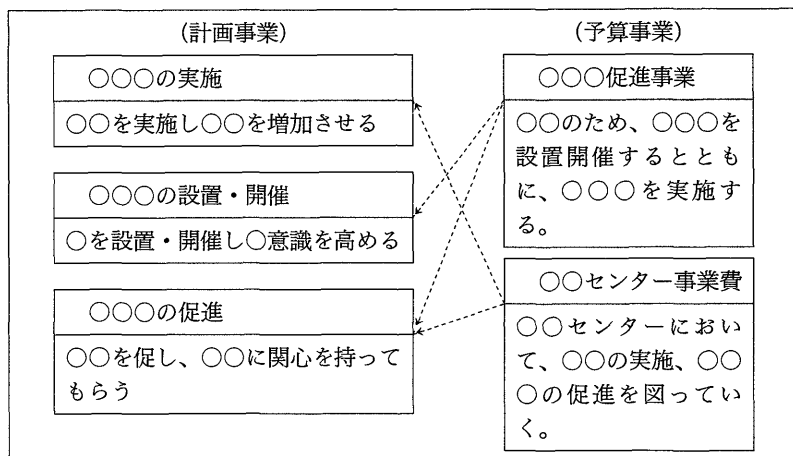 (計画事業)
○○○の実施
○○を実施し○○を増加させる
○○○の設置・開催
○を設置・開催し○意識を高める
○○○の促進
○○を促し、○○に関心を持って
もらう
(予算事業)
○○○促進事業
○○のため、○○○を
設置開催するととも
に、○○○を実施す
る。
○○センター事業費
○○センターにおい
て、○○の実施、○○
○の促進を図ってい
く。